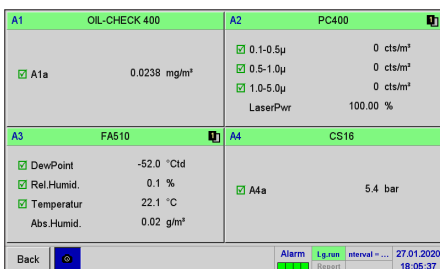 A1 OIL-CHECK 400
A1a 0.0238 mg/m³
A2 PC400 1
0.1-0.5µ 0 cts/m³
0.5-1.0µ 0 cts/m³
1.0-5.0µ 0 cts/m³
LaserPwr 100.00 %
A3 FA510 1
DewPoint -52.0 °Ctd
Rel.Humid. 0.1 %
Temperatur 22.1 °C
Abs.Humid. 0.02 g/m³
A4 CS16
A4a 5.4 bar
Back Alarm Lg.run nterval = ... 27.01.2020
Report 18:05:37